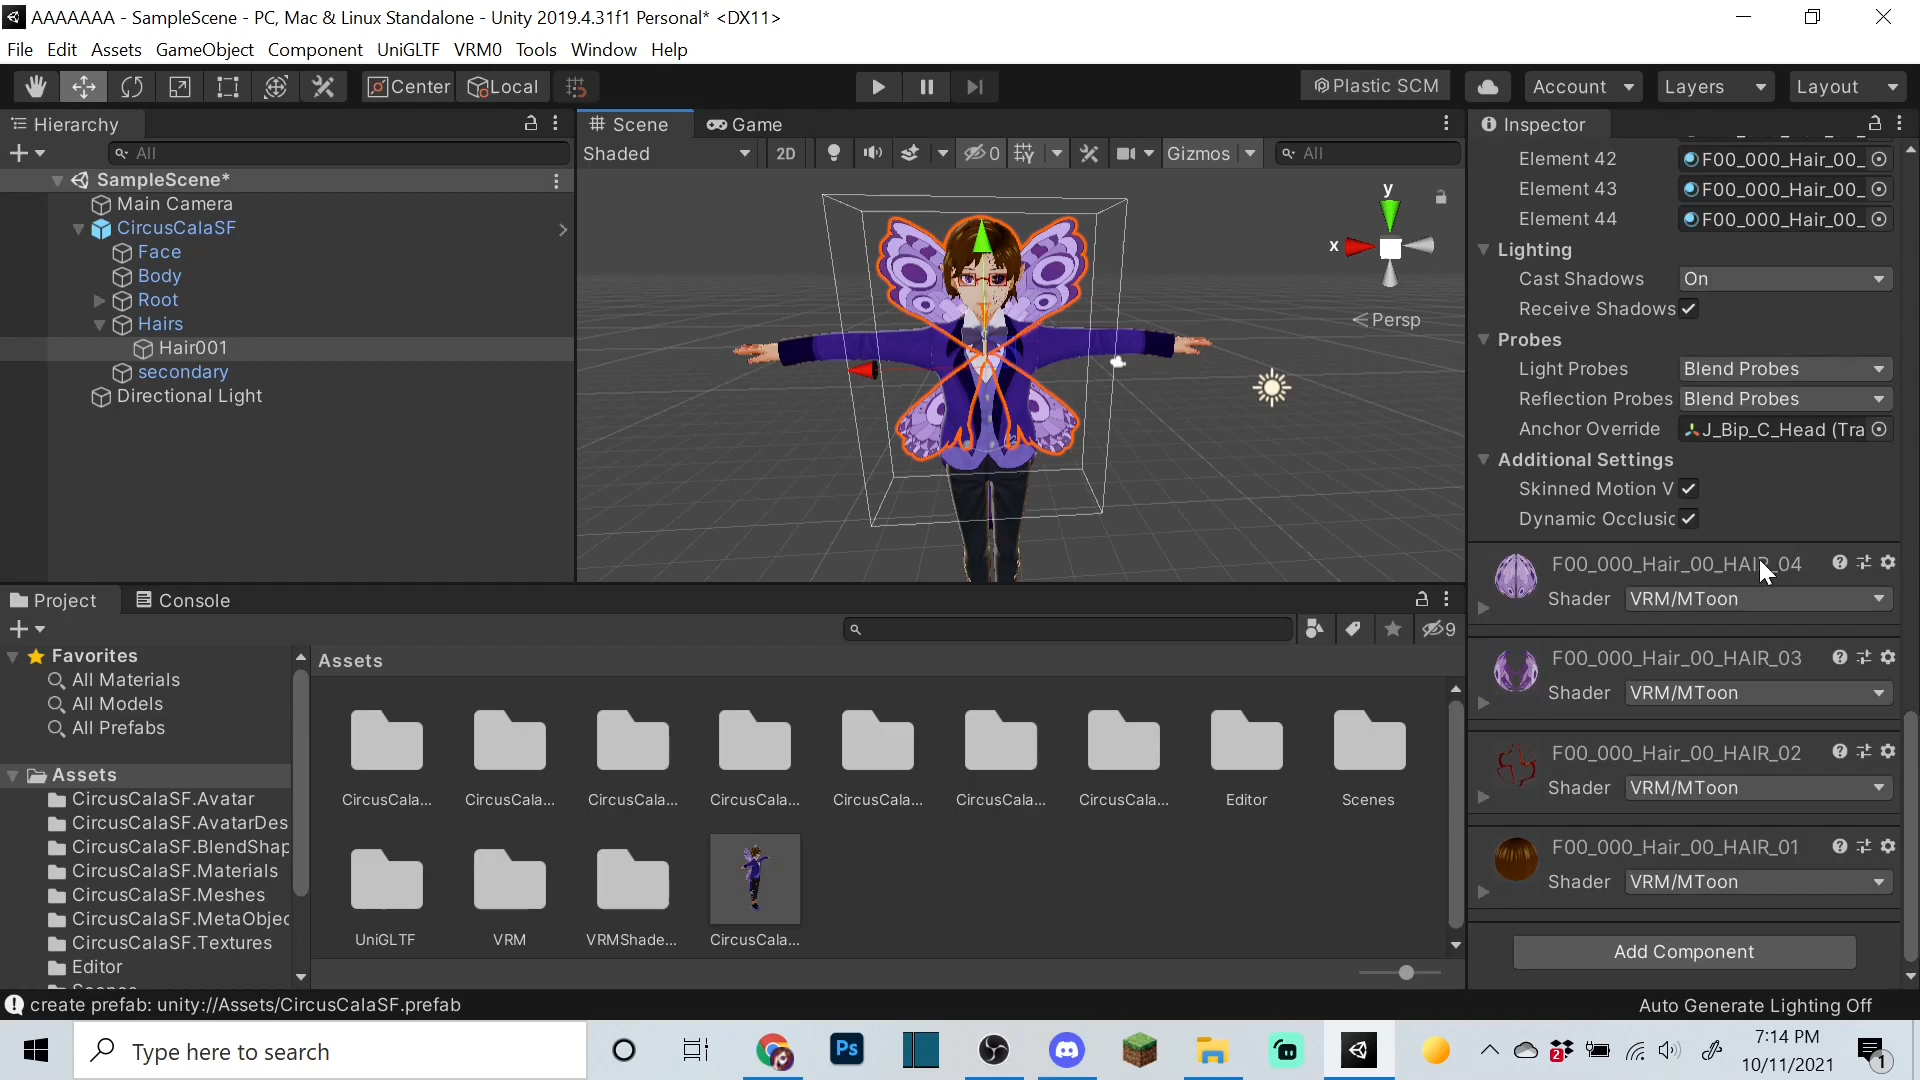 AAAAAAA - SampleScene - PC, Mac & Linux Standalone - Unity 2019.4.31f1 Personal* <DX11>
File Edit Assets GameObject Component UniGLTF VRM0 Tools Window Help
Center Local Plastic SCM Account Layers Layout
Hierarchy
All
SampleScene*
Main Camera
CircusCalaSF
Face
Body
Root
Hairs
Hair001
secondary
Directional Light
Scene Game
Shaded 2D 0 Gizmos All
y
x
Persp
Inspector
Element 42 F00_000_Hair_00_
Element 43 F00_000_Hair_00_
Element 44 F00_000_Hair_00_
Lighting
Cast Shadows On
Receive Shadows
Probes
Light Probes Blend Probes
Reflection Probes Blend Probes
Anchor Override J_Bip_C_Head (Tra
Additional Settings
Skinned Motion V
Dynamic Occlusic
F00_000_Hair_00_HAIR_04
Shader VRM/MToon
F00_000_Hair_00_HAIR_03
Shader VRM/MToon
F00_000_Hair_00_HAIR_02
Shader VRM/MToon
F00_000_Hair_00_HAIR_01
Shader VRM/MToon
Add Component
Project Console
9
Favorites
All Materials
All Models
All Prefabs
Assets
CircusCalaSF.Avatar
CircusCalaSF.AvatarDes
CircusCalaSF.BlendShap
CircusCalaSF.Materials
CircusCalaSF.Meshes
CircusCalaSF.MetaObjec
CircusCalaSF.Textures
Editor
Assets
CircusCala... CircusCala... CircusCala... CircusCala... CircusCala... CircusCala... CircusCala... Editor Scenes
UniGLTF VRM VRMShade... CircusCala...
create prefab: unity://Assets/CircusCalaSF.prefab
Auto Generate Lighting Off
Type here to search
Ps
2
7:14 PM
10/11/2021
1